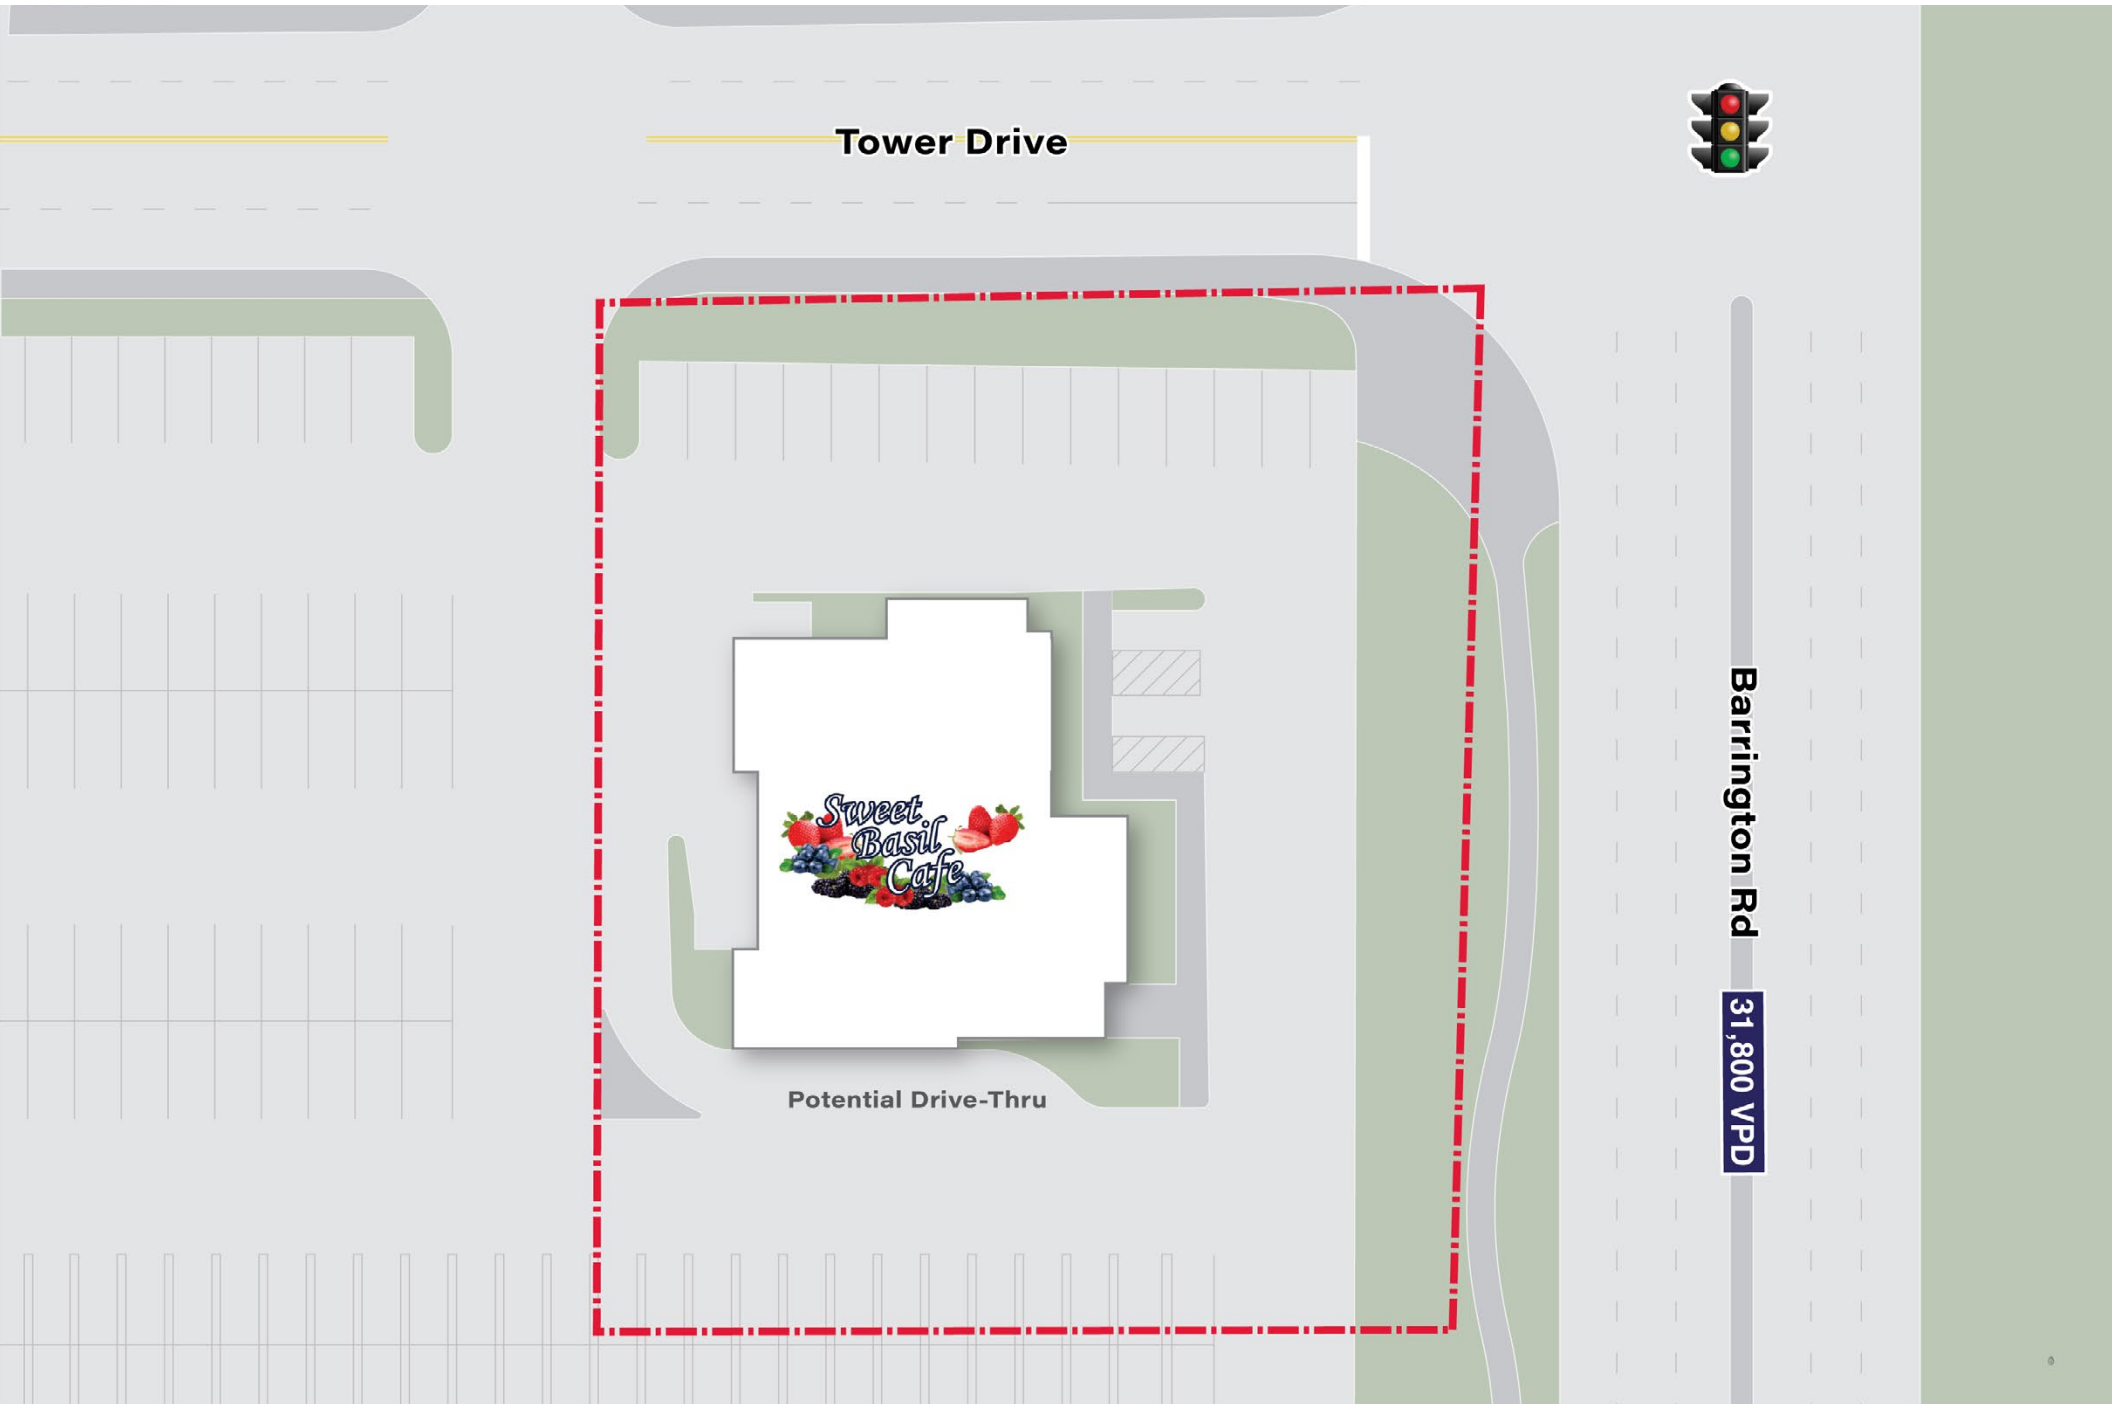 Tower Drive
Barrington Rd
31,800 VPD
Sweet
Basil
Cafe
Potential Drive-Thru